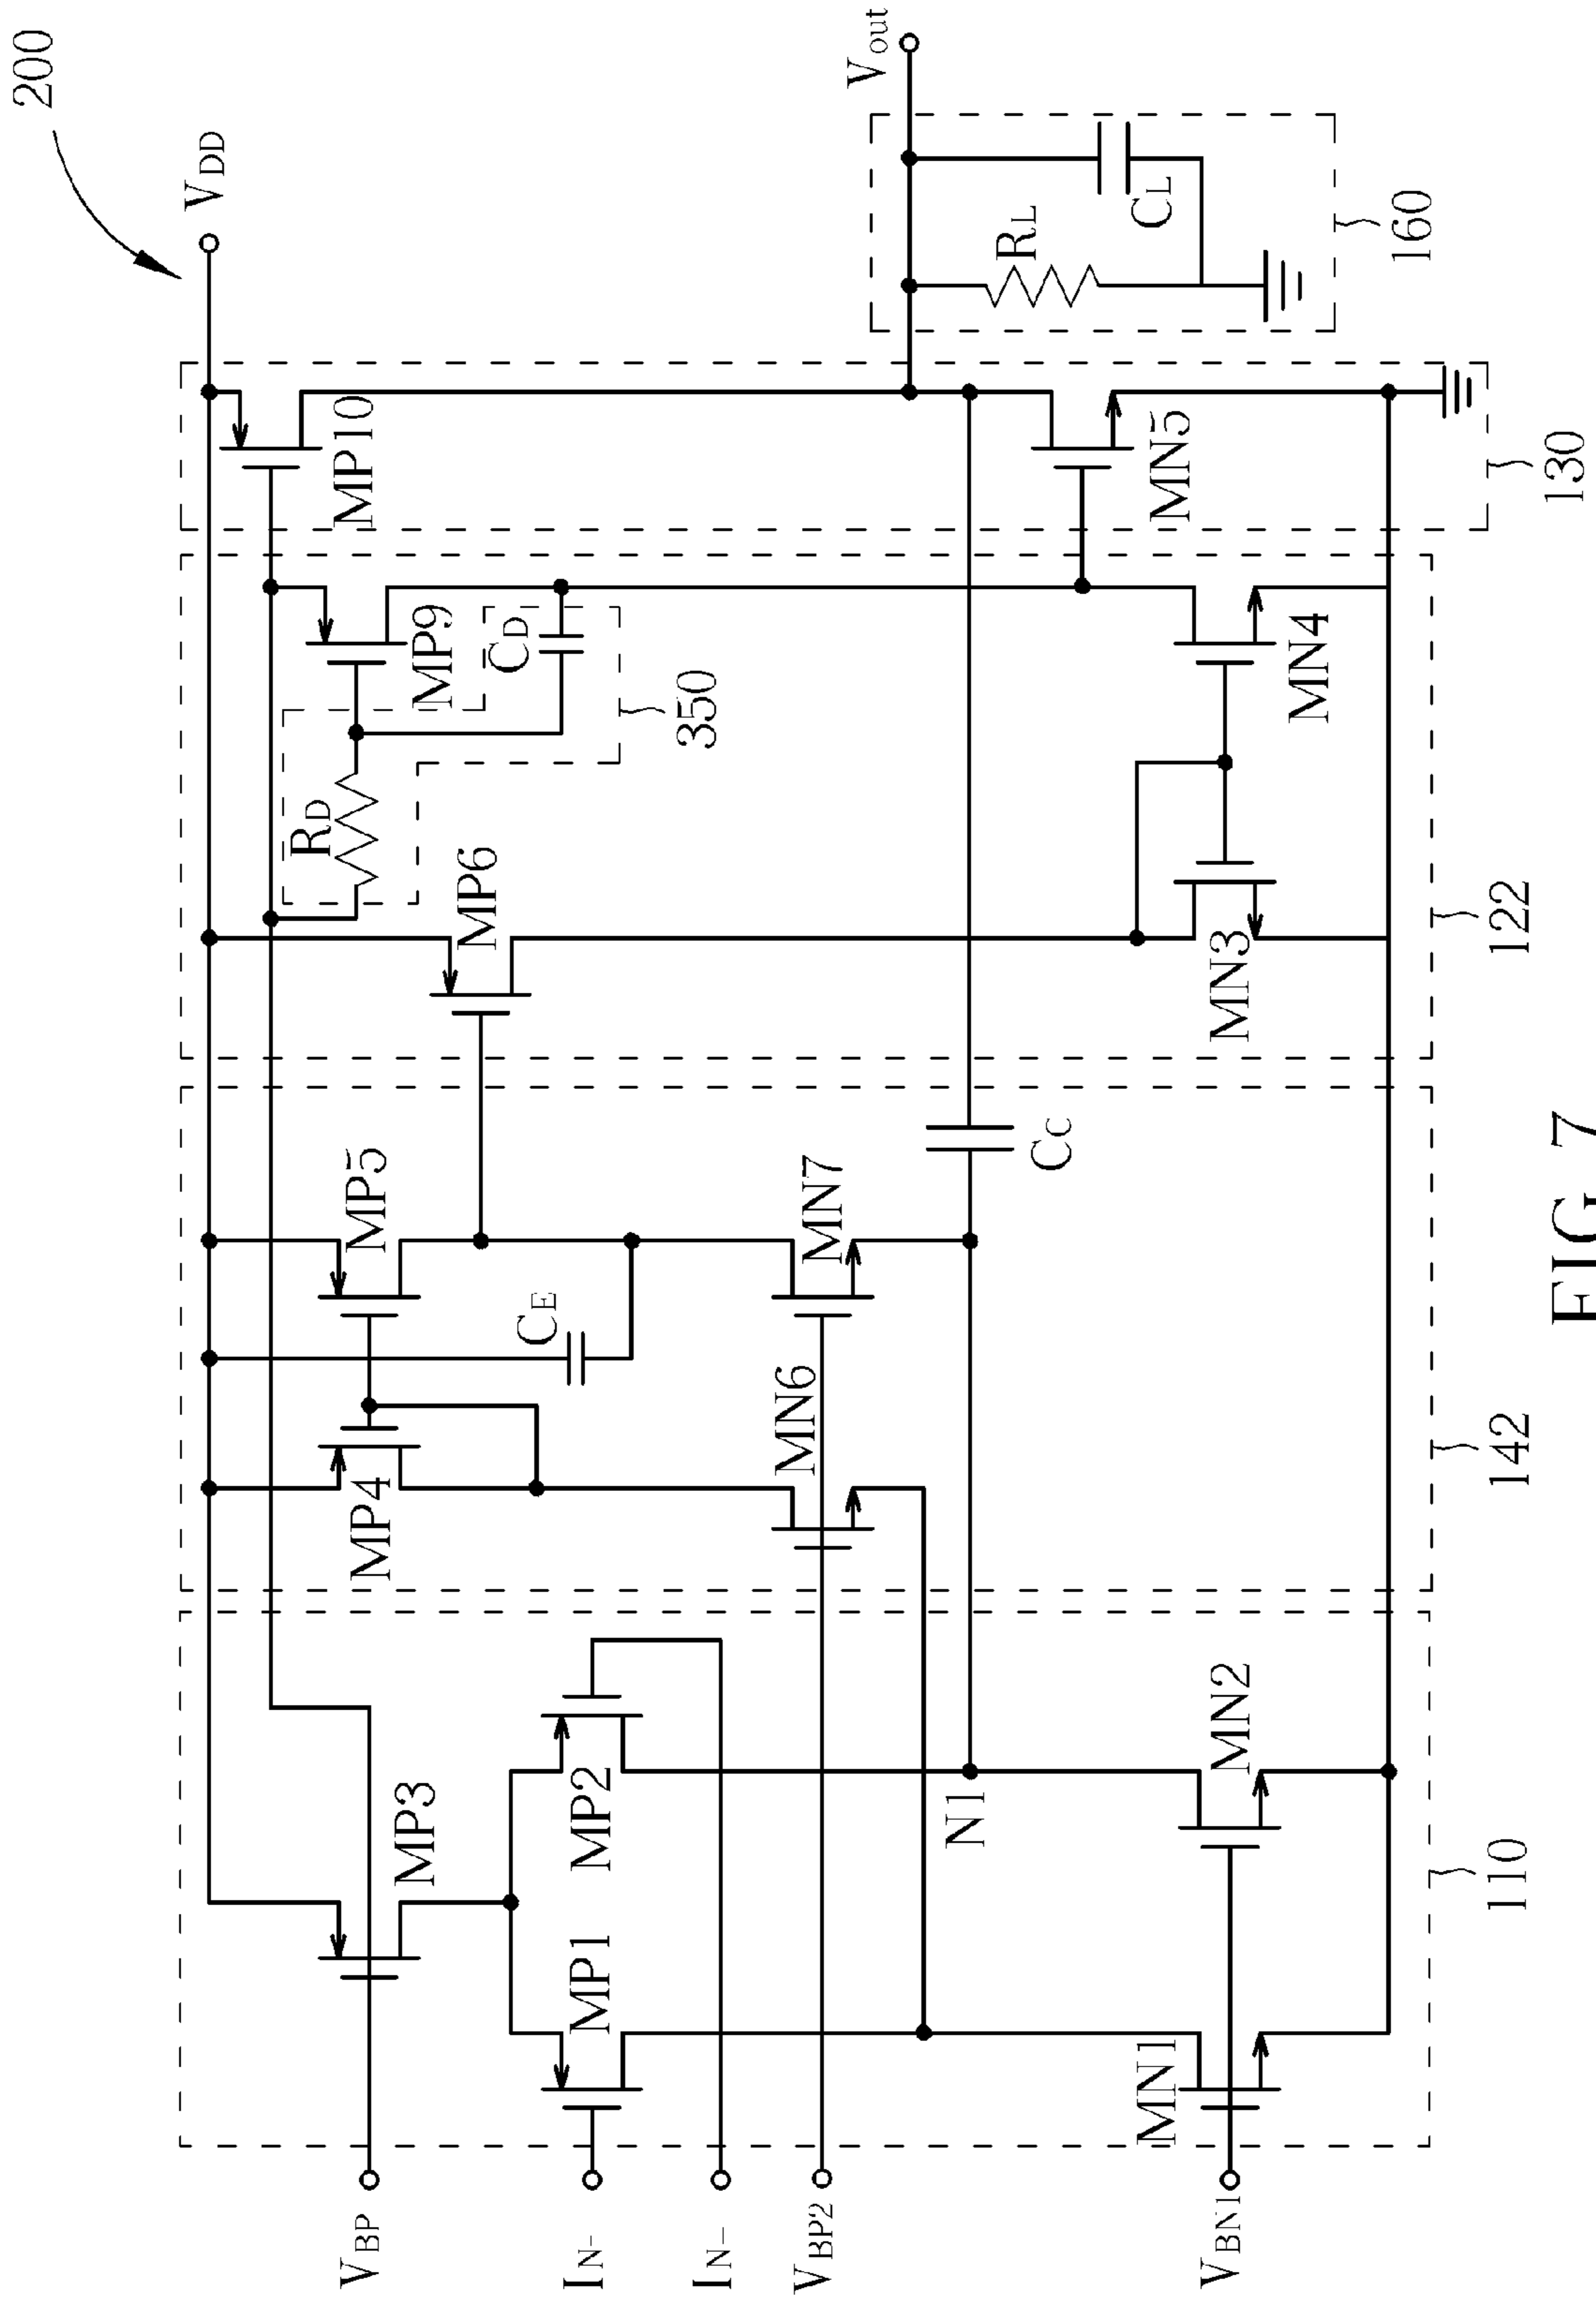 200
VDD
Vout
MP10
MP9
CD
350
RD
MP6
RL
CL
160
MN5
130
MN4
MN3
122
MP5
CE
MN7
CC
MP4
MN6
142
MP3
MP2
MP1
N1
MN2
MN1
110
VBP
IN-
IN-
VBP2
VBN1
FIG 7